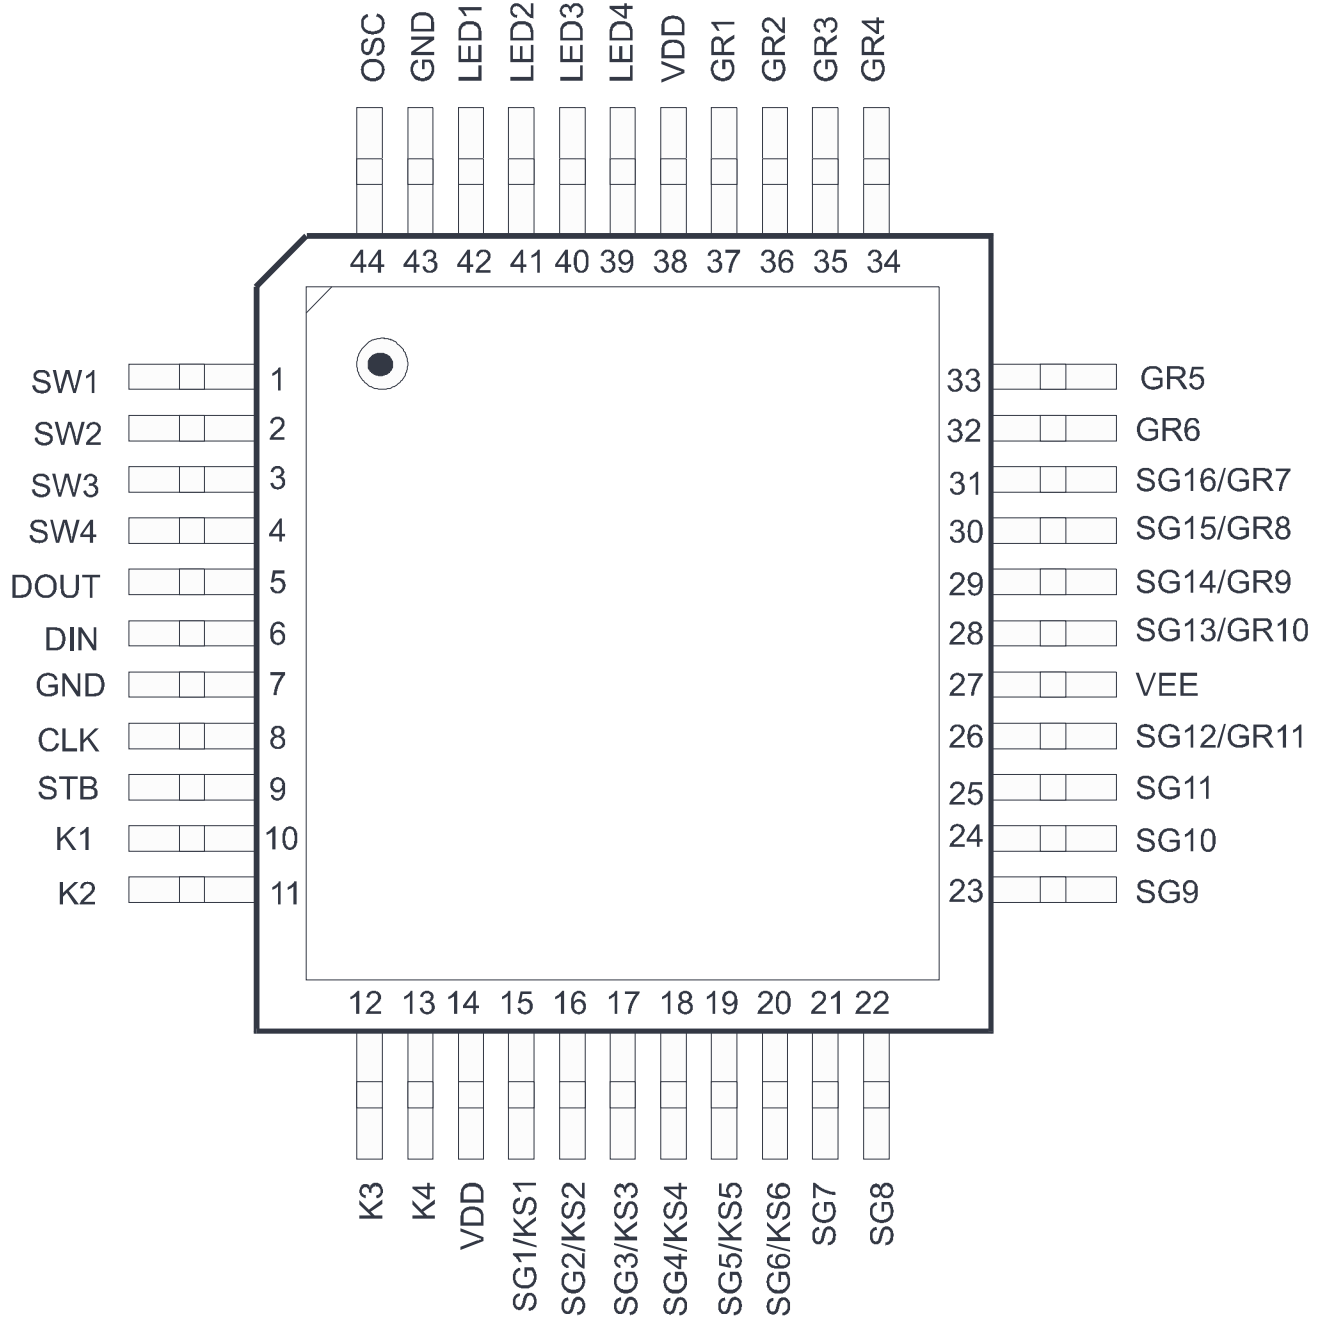 OSC GND LED1 LED2 LED3 LED4 VDD GR1 GR2 GR3 GR4
44 43 42 41 40 39 38 37 36 35 34
SW1 1 33 GR5
SW2 2 32 GR6
SW3 3 31 SG16/GR7
SW4 4 30 SG15/GR8
DOUT 5 29 SG14/GR9
DIN 6 28 SG13/GR10
GND 7 27 VEE
CLK 8 26 SG12/GR11
STB 9 25 SG11
K1 10 24 SG10
K2 11 23 SG9
12 13 14 15 16 17 18 19 20 21 22
K3 K4 VDD SG1/KS1 SG2/KS2 SG3/KS3 SG4/KS4 SG5/KS5 SG6/KS6 SG7 SG8